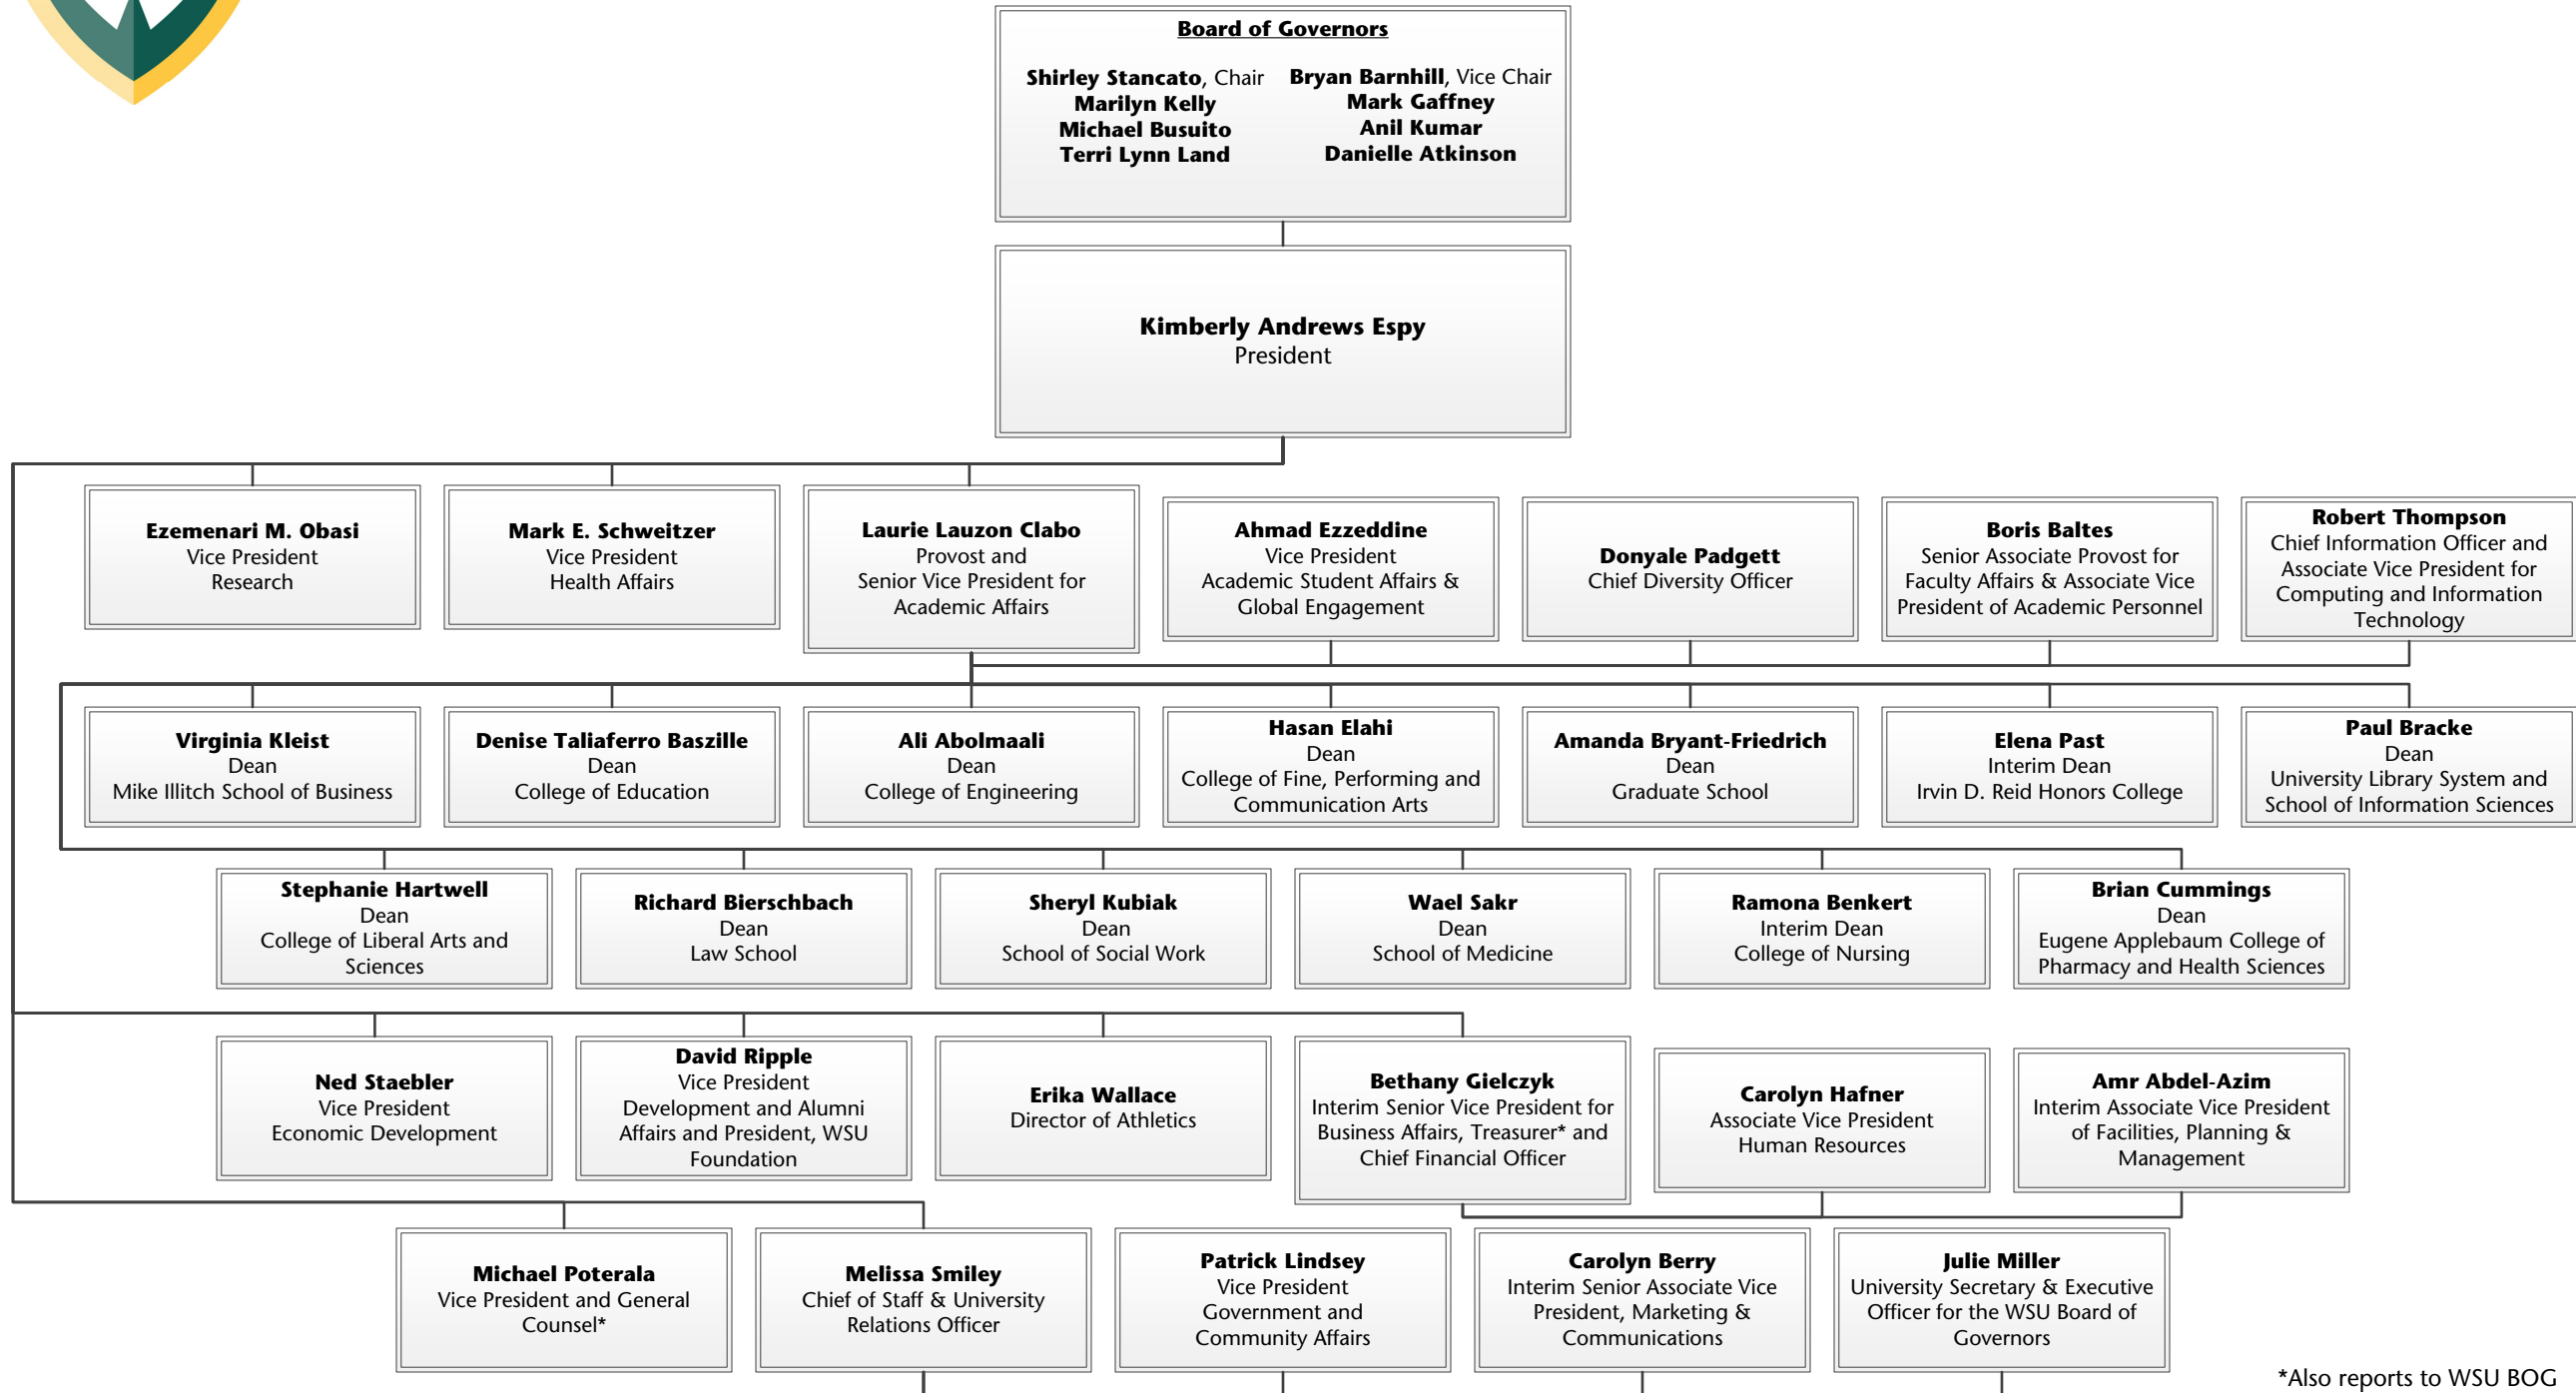 Board of Governors
Shirley Stancato, Chair
Marilyn Kelly
Michael Busuito
Terri Lynn Land
Bryan Barnhill, Vice Chair
Mark Gaffney
Anil Kumar
Danielle Atkinson
Kimberly Andrews Espy
President
Ezemenari M. Obasi
Vice President
Research
Mark E. Schweitzer
Vice President
Health Affairs
Laurie Lauzon Clabo
Provost and
Senior Vice President for
Academic Affairs
Ahmad Ezzeddine
Vice President
Academic Student Affairs &
Global Engagement
Donyale Padgett
Chief Diversity Officer
Boris Baltes
Senior Associate Provost for
Faculty Affairs & Associate Vice
President of Academic Personnel
Robert Thompson
Chief Information Officer and
Associate Vice President for
Computing and Information
Technology
Virginia Kleist
Dean
Mike Illitch School of Business
Denise Taliaferro Baszille
Dean
College of Education
Ali Abolmaali
Dean
College of Engineering
Hasan Elahi
Dean
College of Fine, Performing and
Communication Arts
Amanda Bryant-Friedrich
Dean
Graduate School
Elena Past
Interim Dean
Irvin D. Reid Honors College
Paul Bracke
Dean
University Library System and
School of Information Sciences
Stephanie Hartwell
Dean
College of Liberal Arts and
Sciences
Richard Bierschbach
Dean
Law School
Sheryl Kubiak
Dean
School of Social Work
Wael Sakr
Dean
School of Medicine
Ramona Benkert
Interim Dean
College of Nursing
Brian Cummings
Dean
Eugene Applebaum College of
Pharmacy and Health Sciences
Ned Staebler
Vice President
Economic Development
David Ripple
Vice President
Development and Alumni
Affairs and President, WSU
Foundation
Erika Wallace
Director of Athletics
Bethany Gielczyk
Interim Senior Vice President for
Business Affairs, Treasurer* and
Chief Financial Officer
Carolyn Hafner
Associate Vice President
Human Resources
Amr Abdel-Azim
Interim Associate Vice President
of Facilities, Planning &
Management
Michael Poterala
Vice President and General
Counsel*
Melissa Smiley
Chief of Staff & University
Relations Officer
Patrick Lindsey
Vice President
Government and
Community Affairs
Carolyn Berry
Interim Senior Associate Vice
President, Marketing &
Communications
Julie Miller
University Secretary & Executive
Officer for the WSU Board of
Governors
*Also reports to WSU BOG